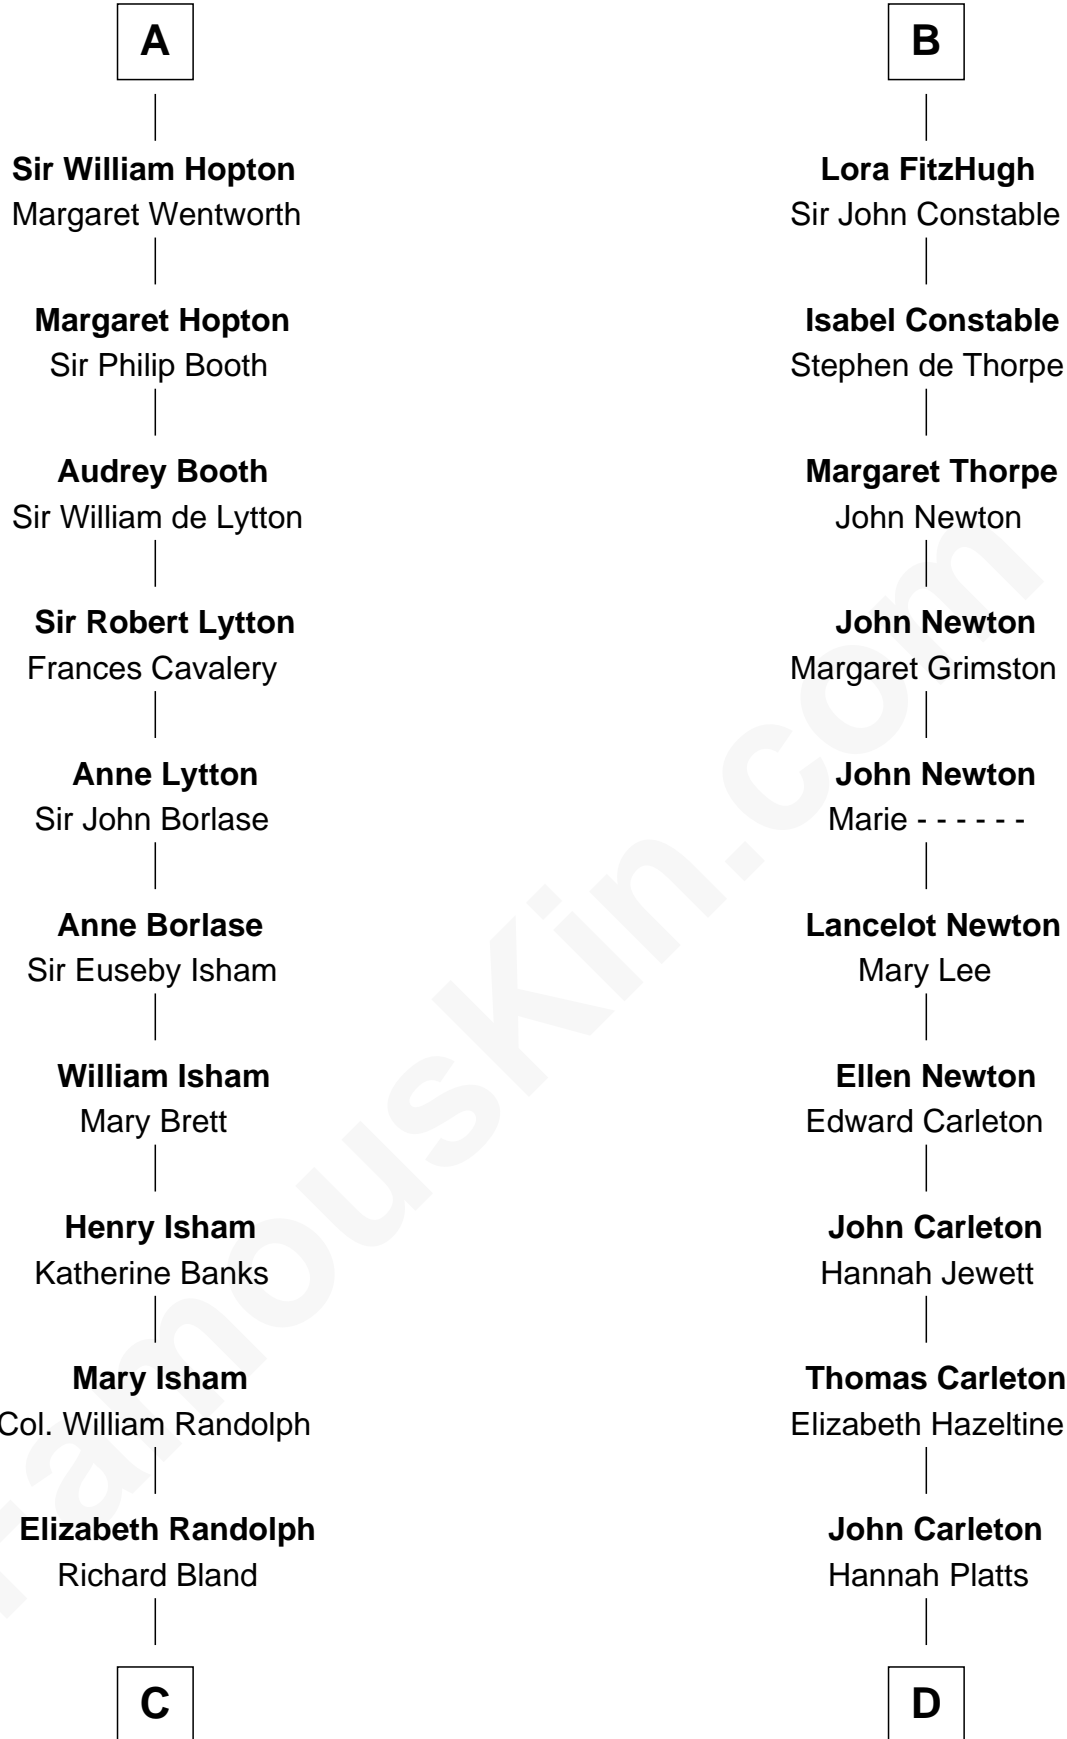 A
Sir William Hopton
Margaret Wentworth
Margaret Hopton
Sir Philip Booth
Audrey Booth
Sir William de Lytton
Sir Robert Lytton
Frances Cavalery
Anne Lytton
Sir John Borlase
Anne Borlase
Sir Euseby Isham
William Isham
Mary Brett
Henry Isham
Katherine Banks
Mary Isham
Col. William Randolph
Elizabeth Randolph
Richard Bland
C
B
Lora FitzHugh
Sir John Constable
Isabel Constable
Stephen de Thorpe
Margaret Thorpe
John Newton
John Newton
Margaret Grimston
John Newton
Marie - - - - - -
Lancelot Newton
Mary Lee
Ellen Newton
Edward Carleton
John Carleton
Hannah Jewett
Thomas Carleton
Elizabeth Hazeltine
John Carleton
Hannah Platts
D
FamousKin.com